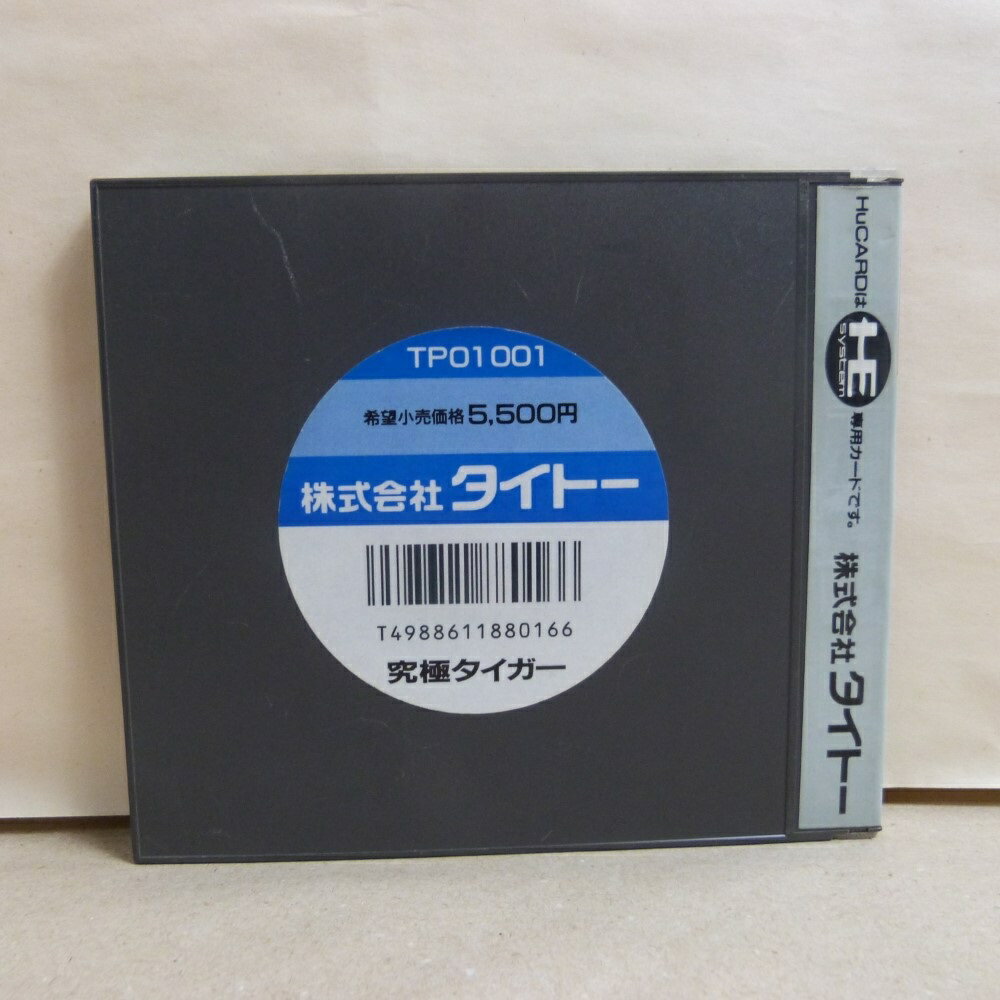 TP01001
希望小売価格 5,500円
株式会社 タイトー
T4988611880166
究極タイガー
HuCARDは HE System 専用カードです。 株式会社 タイトー